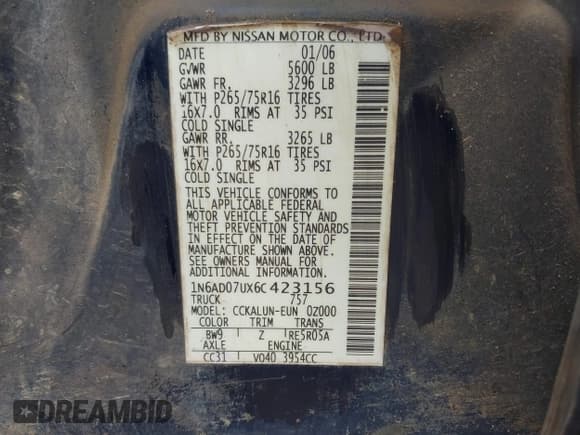 MFD BY NISSAN MOTOR CO., LTD.
DATE 01/06
GVWR 5600 LB
GAWR FR. 3296 LB
WITH P265/75R16 TIRES
16X7.0 RIMS AT 35 PSI
COLD SINGLE
GAWR RR. 3265 LB
WITH P265/75R16 TIRES
16X7.0 RIMS AT 35 PSI
COLD SINGLE
THIS VEHICLE CONFORMS TO
ALL APPLICABLE FEDERAL
MOTOR VEHICLE SAFETY AND
THEFT PREVENTION STANDARDS
IN EFFECT ON THE DATE OF
MANUFACTURE SHOWN ABOVE.
SEE OWNERS MANUAL FOR
ADDITIONAL INFORMATION.
1N6AD07UX6C423156
TRUCK 757
MODEL: CCKALUN-EUN 0Z000
COLOR TRIM TRANS
BW9 Z RE5R05A
AXLE ENGINE
CC31 VQ40 3954CC
DREAMBID